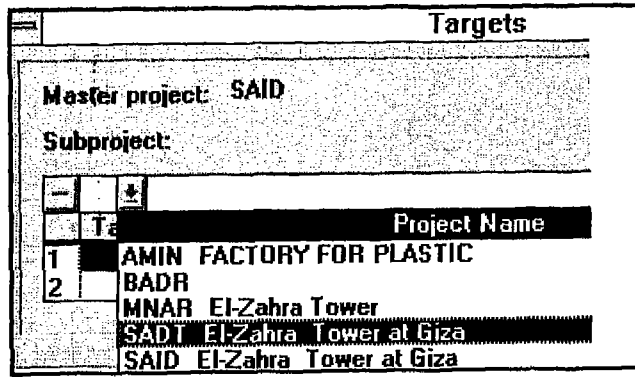 Targets
Master project: SAID
Subproject:
Ta
Project Name
1 AMIN FACTORY FOR PLASTIC
2 BADR
MNAR El-Zahra Tower
SADT El-Zahra Tower at Giza
SAID El-Zahra Tower at Giza